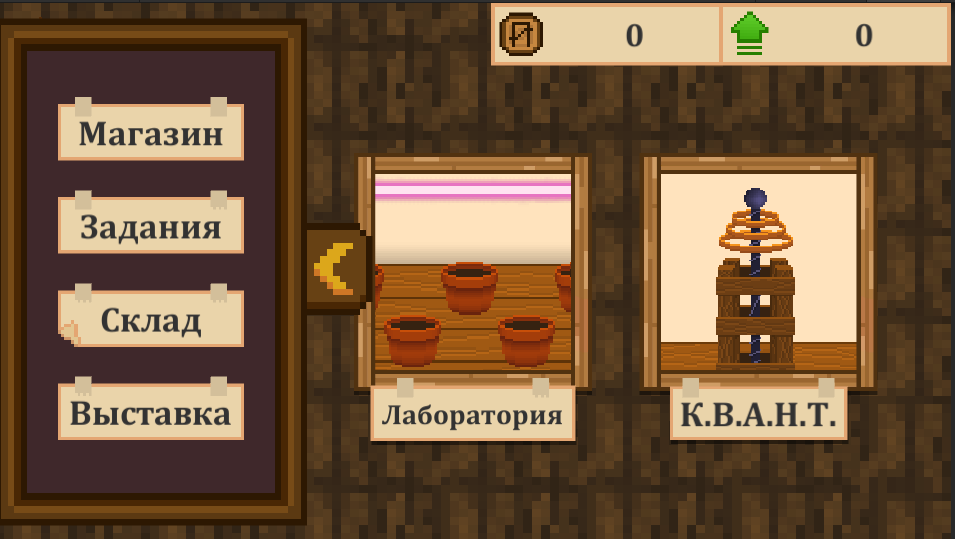 0
0
Магазин
Задания
Склад
Выставка
Лаборатория
К.В.А.Н.Т.